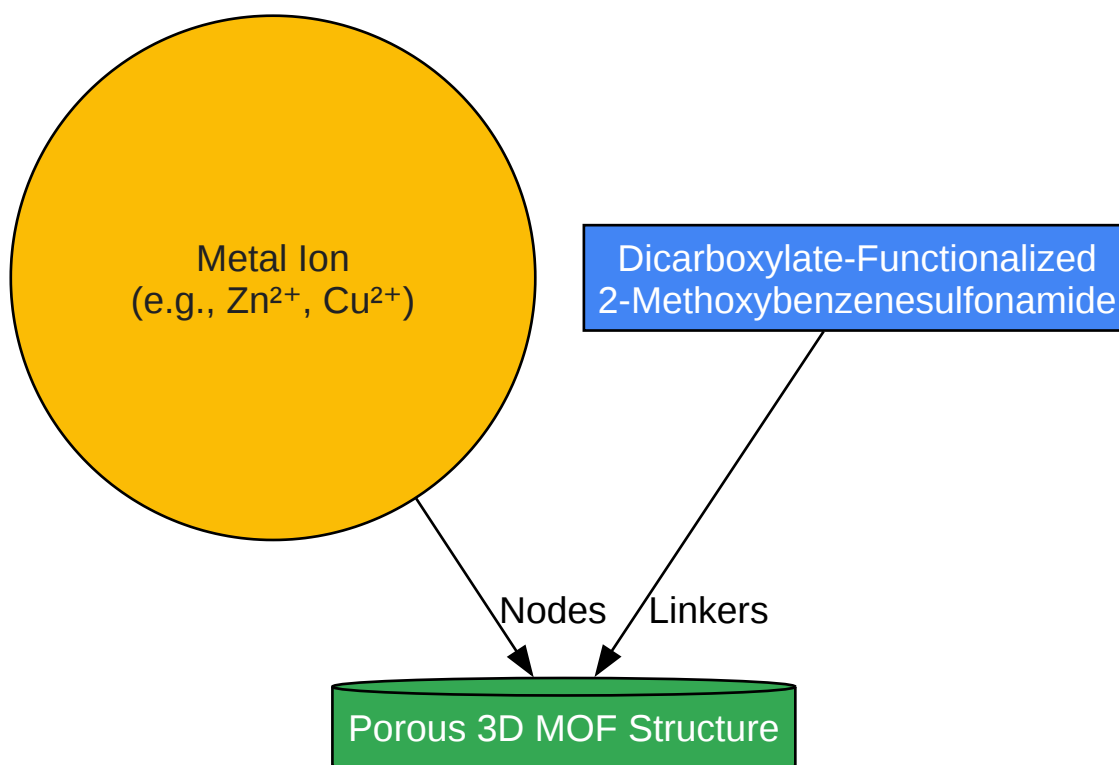 Metal Ion
(e.g., Zn²⁺, Cu²⁺)
Dicarboxylate-Functionalized
2-Methoxybenzenesulfonamide
Nodes
Linkers
Porous 3D MOF Structure